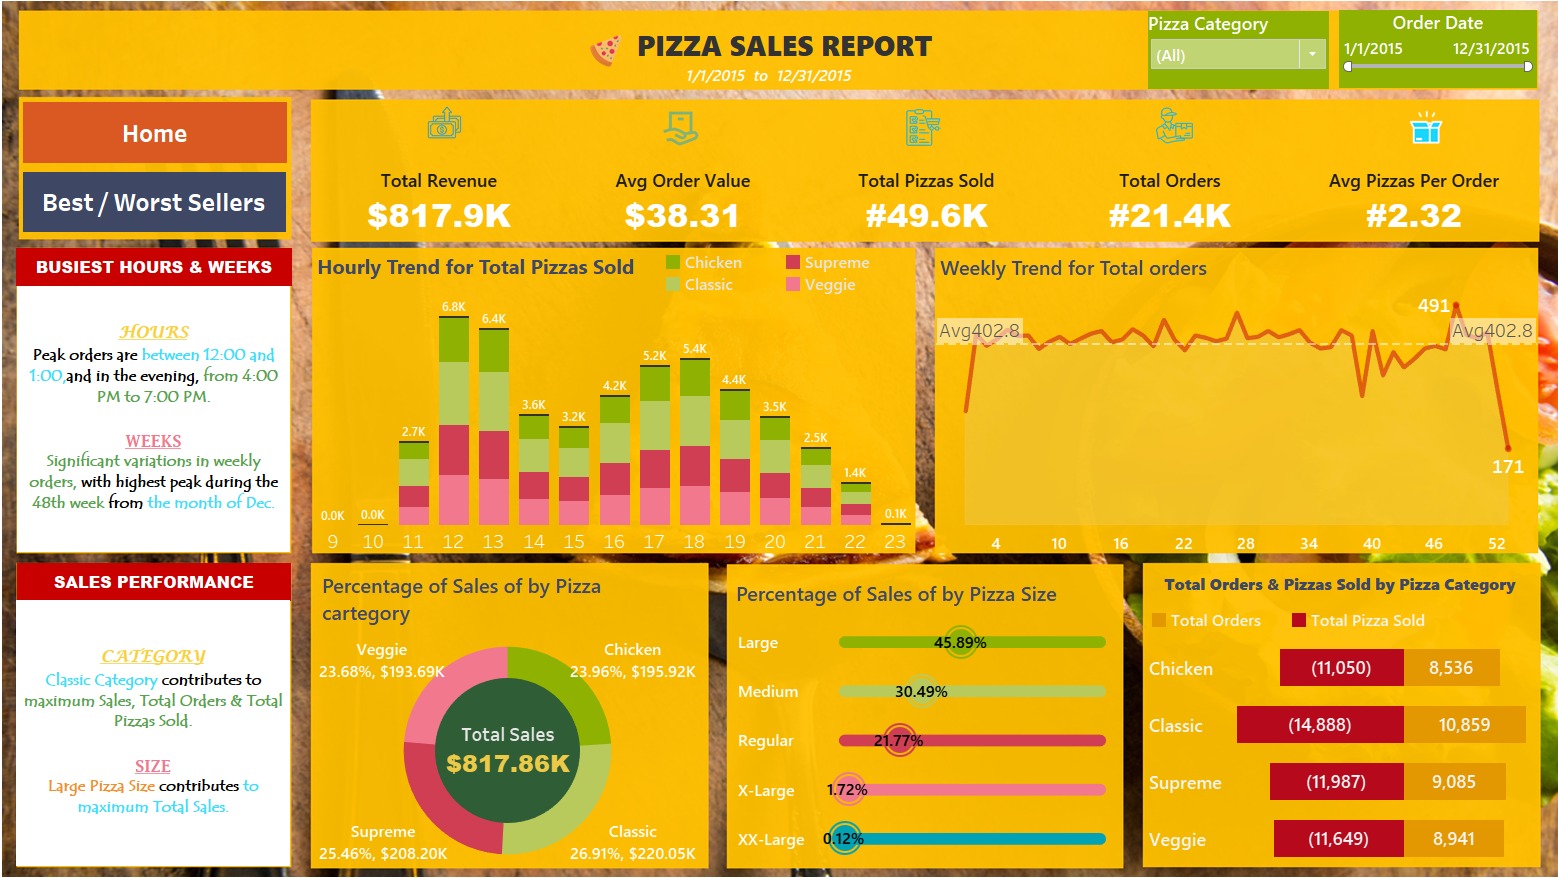 PIZZA SALES REPORT
1/1/2015 to 12/31/2015
Pizza Category
(All)
Order Date
1/1/2015 12/31/2015
Home
Best / Worst Sellers
Total Revenue
$817.9K
Avg Order Value
$38.31
Total Pizzas Sold
#49.6K
Total Orders
#21.4K
Avg Pizzas Per Order
#2.32
BUSIEST HOURS & WEEKS
HOURS
Peak orders are between 12:00 and
1:00,and in the evening, from 4:00
PM to 7:00 PM.
WEEKS
Significant variations in weekly
orders, with highest peak during the
48th week from the month of Dec.
Hourly Trend for Total Pizzas Sold
Chicken Supreme
Classic Veggie
6.8K
6.4K
5.4K
5.2K
4.4K
4.2K
3.6K
3.5K
3.2K
2.7K
2.5K
1.4K
0.0K 0.0K 0.1K
9 10 11 12 13 14 15 16 17 18 19 20 21 22 23
Weekly Trend for Total orders
491
Avg402.8 Avg402.8
171
4 10 16 22 28 34 40 46 52
SALES PERFORMANCE
CATEGORY
Classic Category contributes to
maximum Sales, Total Orders & Total
Pizzas Sold.
SIZE
Large Pizza Size contributes to
maximum Total Sales.
Percentage of Sales of by Pizza
cartegory
Veggie
23.68%, $193.69K
Chicken
23.96%, $195.92K
Total Sales
$817.86K
Supreme
25.46%, $208.20K
Classic
26.91%, $220.05K
Percentage of Sales of by Pizza Size
Large 45.89%
Medium 30.49%
Regular 21.77%
X-Large 1.72%
XX-Large 0.12%
Total Orders & Pizzas Sold by Pizza Category
Total Orders Total Pizza Sold
Chicken (11,050) 8,536
Classic (14,888) 10,859
Supreme (11,987) 9,085
Veggie (11,649) 8,941